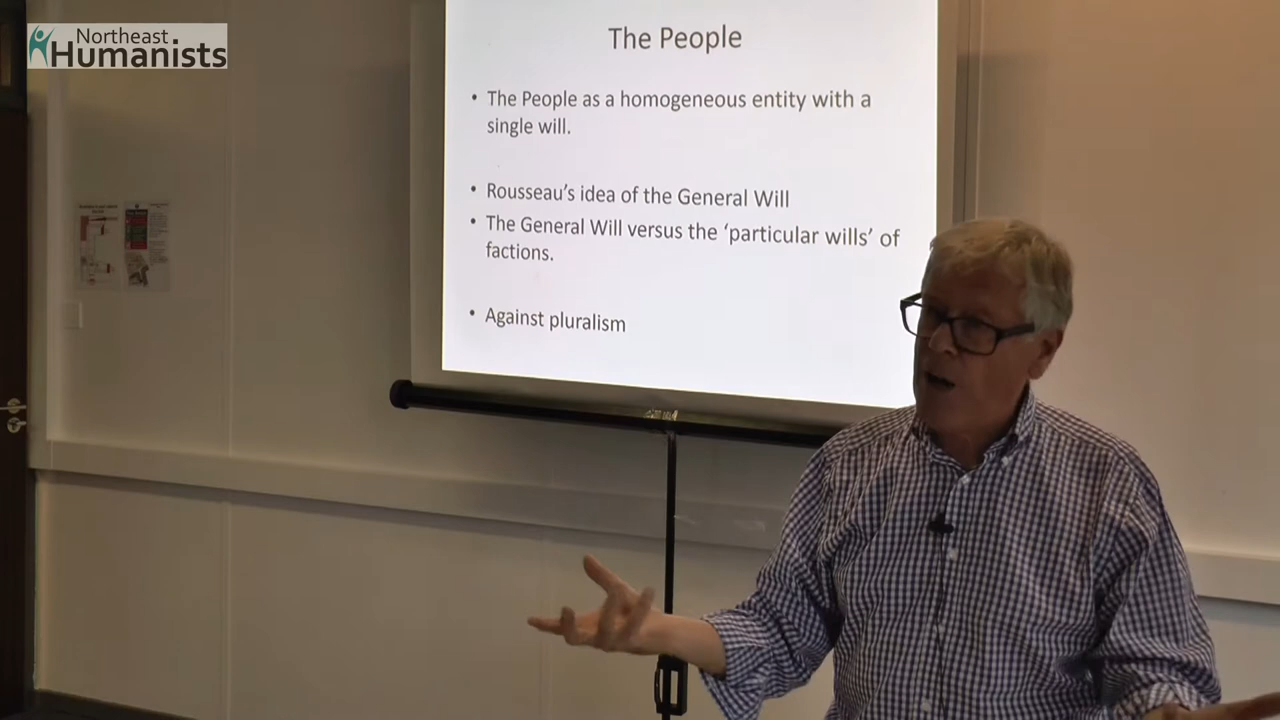 Northeast
Humanists
The People
• The People as a homogeneous entity with a
single will.
• Rousseau's idea of the General Will
• The General Will versus the 'particular wills' of
factions.
• Against pluralism